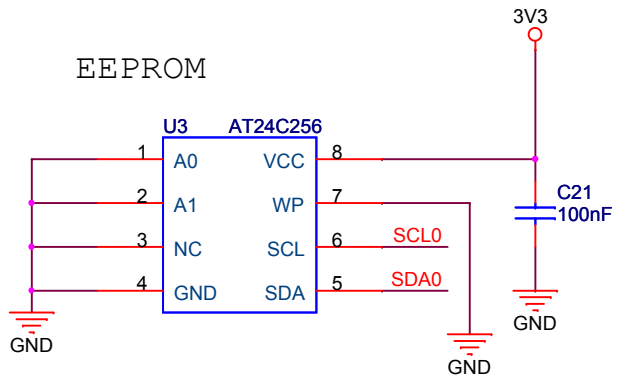 3V3
EEPROM
U3 AT24C256
1 A0 VCC 8
2 A1 WP 7
3 NC SCL 6 SCL0
4 GND SDA 5 SDA0
C21
100nF
GND
GND
GND